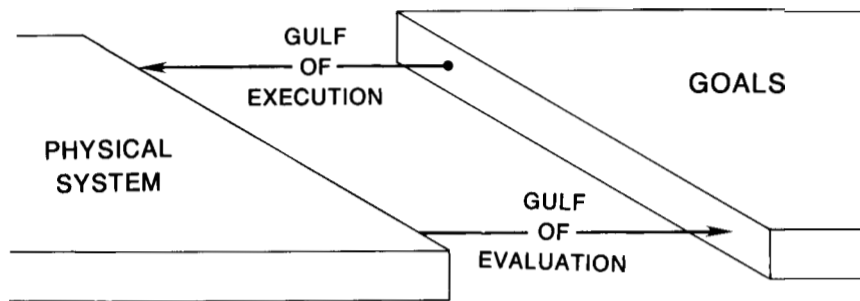 GULF
OF
EXECUTION
GOALS
PHYSICAL
SYSTEM
GULF
OF
EVALUATION